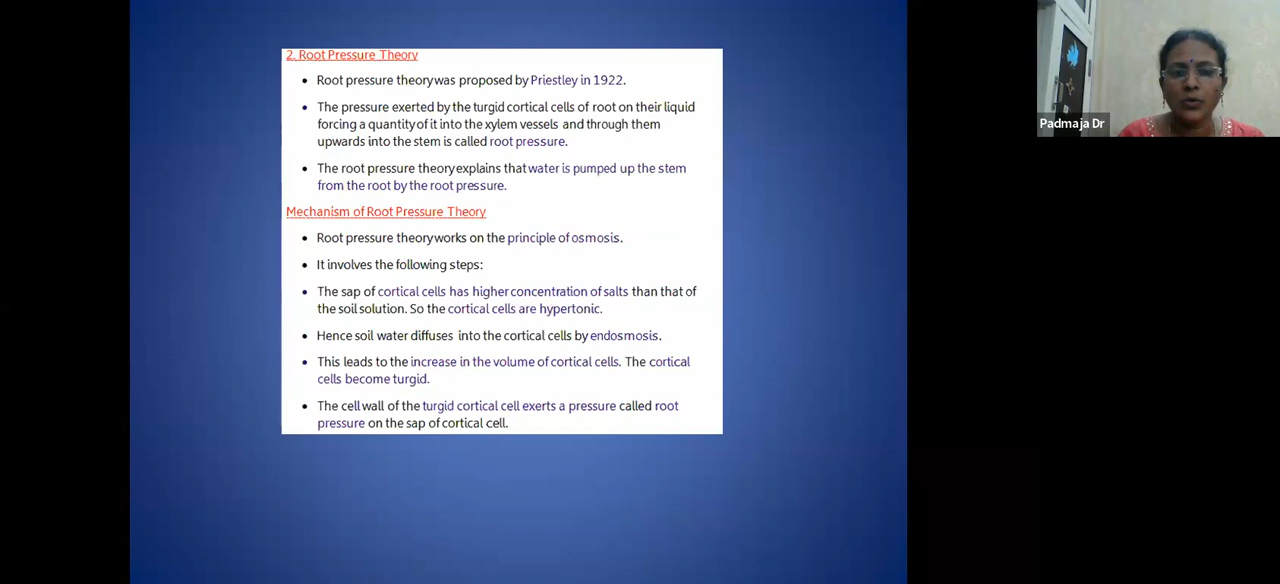 2. Root Pressure Theory
• Root pressure theory was proposed by Priestley in 1922.
• The pressure exerted by the turgid cortical cells of root on their liquid
forcing a quantity of it into the xylem vessels and through them
upwards into the stem is called root pressure.
• The root pressure theory explains that water is pumped up the stem
from the root by the root pressure.
Mechanism of Root Pressure Theory
• Root pressure theory works on the principle of osmosis.
• It involves the following steps:
• The sap of cortical cells has higher concentration of salts than that of
the soil solution. So the cortical cells are hypertonic.
• Hence soil water diffuses into the cortical cells by endosmosis.
• This leads to the increase in the volume of cortical cells. The cortical
cells become turgid.
• The cell wall of the turgid cortical cell exerts a pressure called root
pressure on the sap of cortical cell.
Padmaja Dr